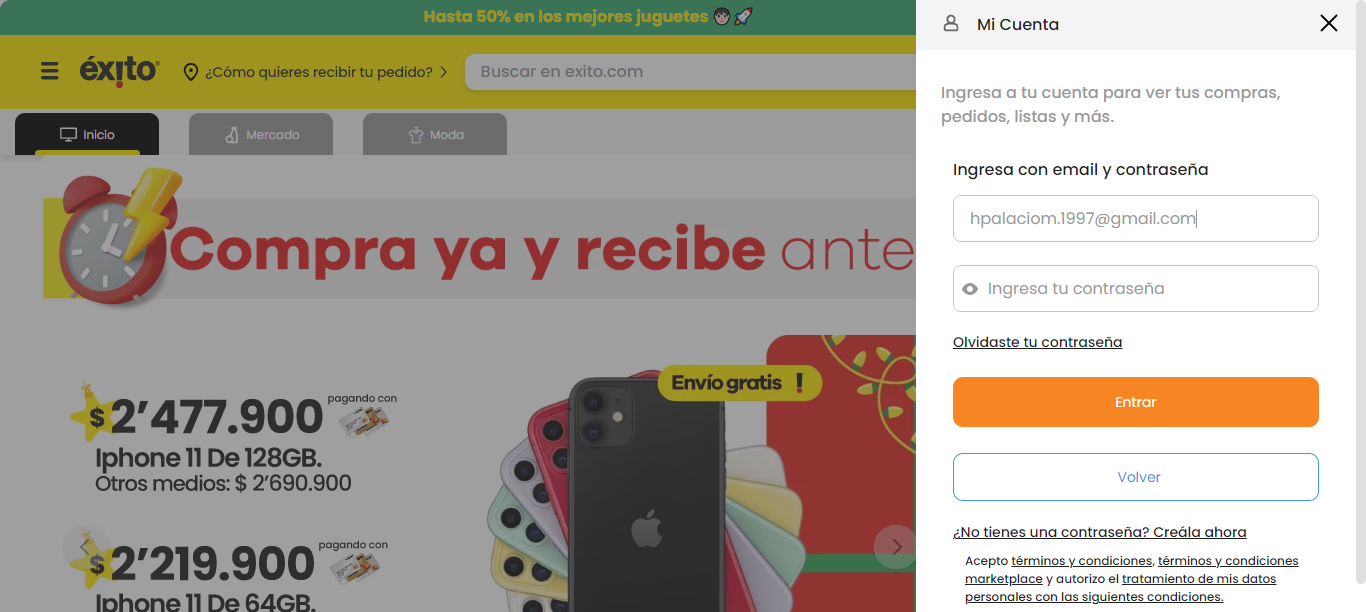 Hasta 50% en los mejores juguetes
éxito
¿Cómo quieres recibir tu pedido?
Buscar en exito.com
Inicio
Mercado
Moda
Compra ya y recibe ante
$2’477.900
pagando con
Iphone 11 De 128GB.
Otros medios: $ 2’690.900
$2’219.900
pagando con
Iphone 11 De 64GB.
Envío gratis !
Mi Cuenta
Ingresa a tu cuenta para ver tus compras,
pedidos, listas y más.
Ingresa con email y contraseña
hpalaciom.1997@gmail.com
Ingresa tu contraseña
Olvidaste tu contraseña
Entrar
Volver
¿No tienes una contraseña? Creála ahora
Acepto términos y condiciones, términos y condiciones
marketplace y autorizo el tratamiento de mis datos
personales con las siguientes condiciones.